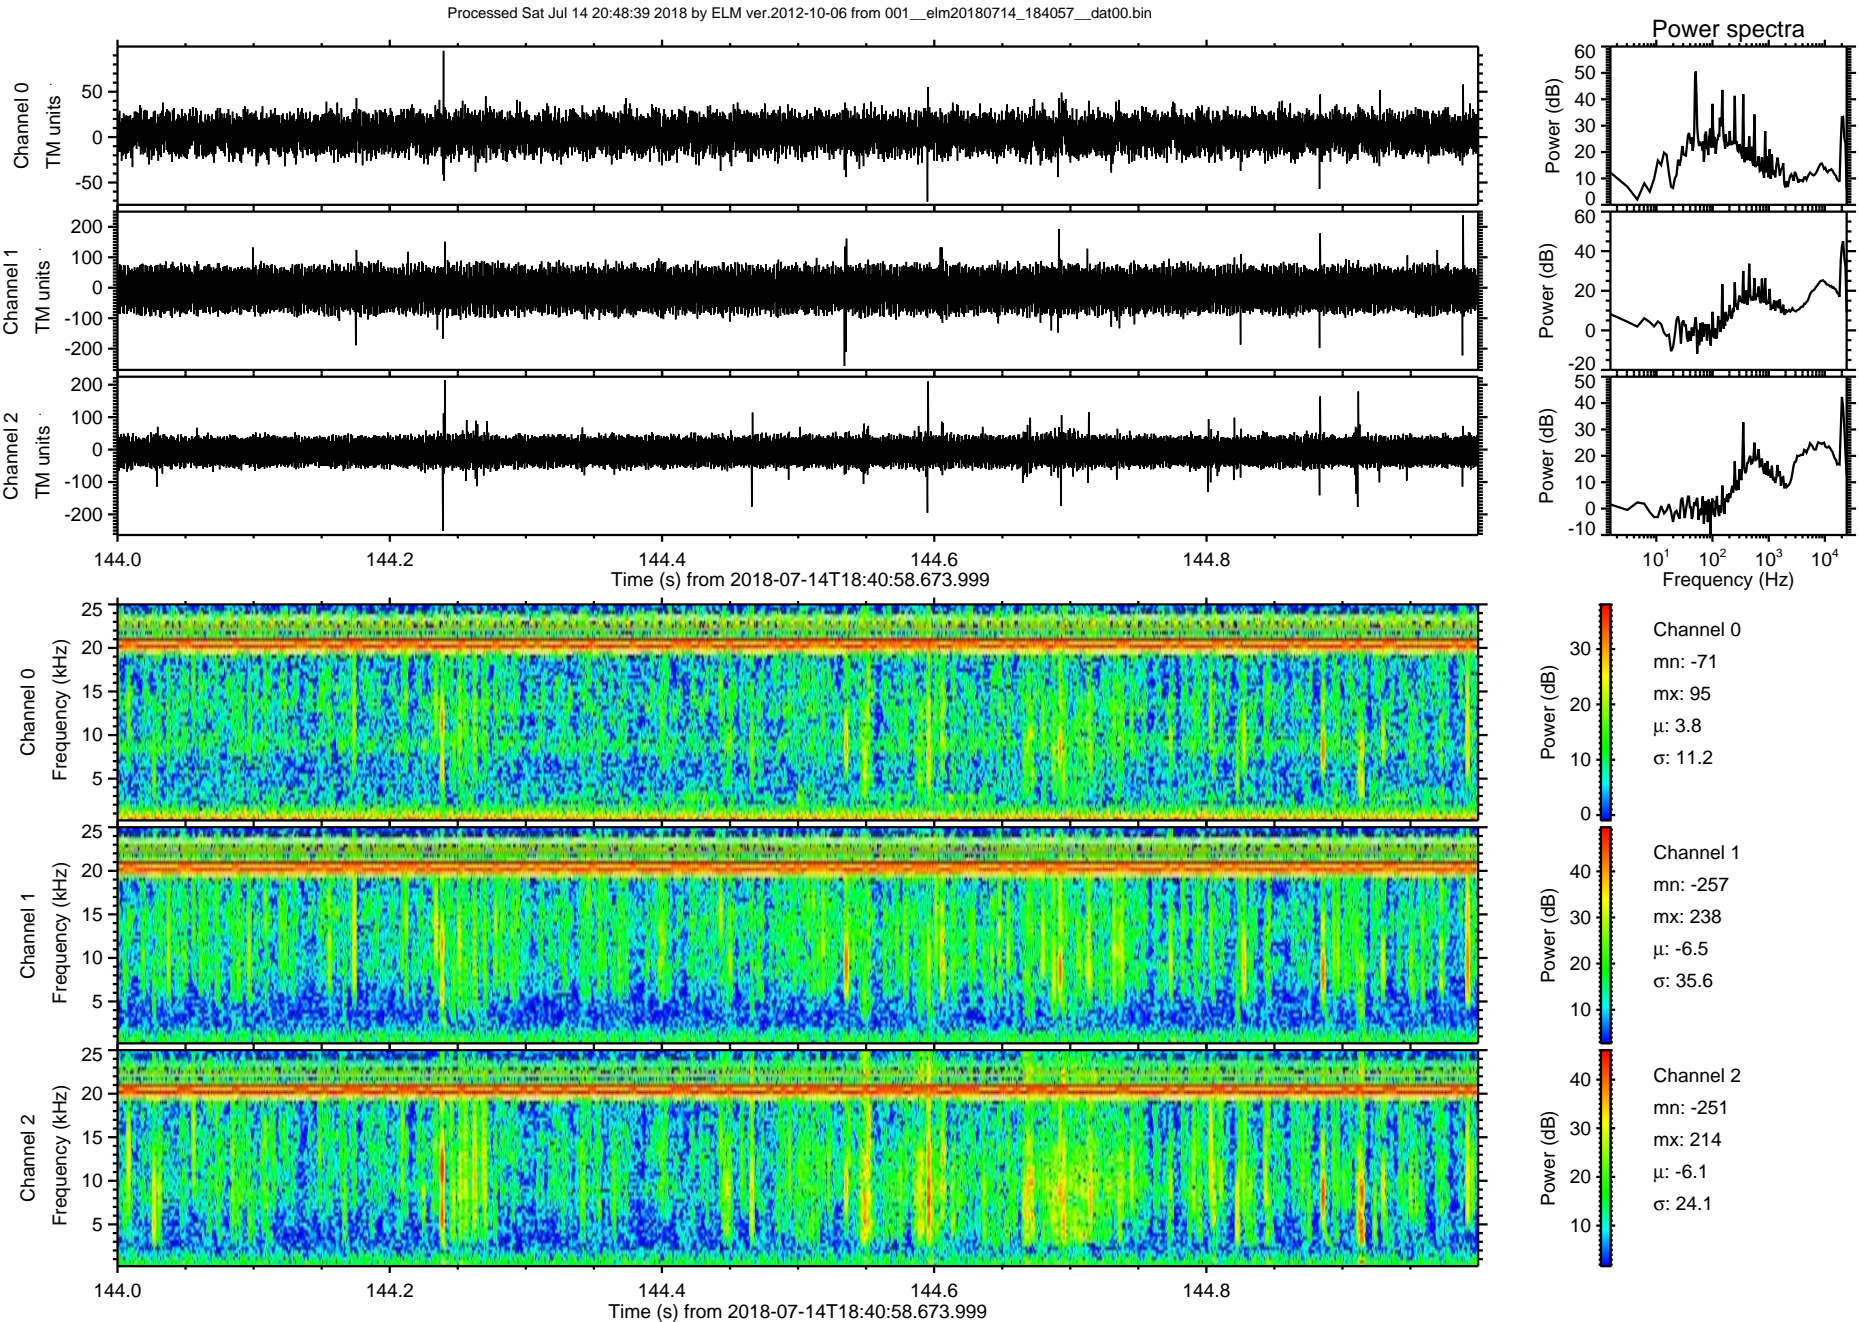 Processed Sat Jul 14 20:48:39 2018 by ELM ver.2012-10-06 from 001__elm20180714_184057__dat00.bin
Power spectra
Channel 0
TM units
50
0
-50
Power (dB)
60
50
40
30
20
10
0
Channel 1
TM units
200
100
0
-100
-200
Power (dB)
60
40
20
0
-20
Channel 2
TM units
200
100
0
-100
-200
Power (dB)
50
40
30
20
10
0
-10
144.0 144.2 144.4 144.6 144.8
Time (s) from 2018-07-14T18:40:58.673.999
10¹ 10² 10³ 10⁴
Frequency (Hz)
Channel 0
Frequency (kHz)
25
20
15
10
5
Power (dB)
30
20
10
0
Channel 0
mn: -71
mx: 95
µ: 3.8
σ: 11.2
Channel 1
Frequency (kHz)
25
20
15
10
5
Power (dB)
40
30
20
10
Channel 1
mn: -257
mx: 238
µ: -6.5
σ: 35.6
Channel 2
Frequency (kHz)
25
20
15
10
5
Power (dB)
40
30
20
10
Channel 2
mn: -251
mx: 214
µ: -6.1
σ: 24.1
144.0 144.2 144.4 144.6 144.8
Time (s) from 2018-07-14T18:40:58.673.999